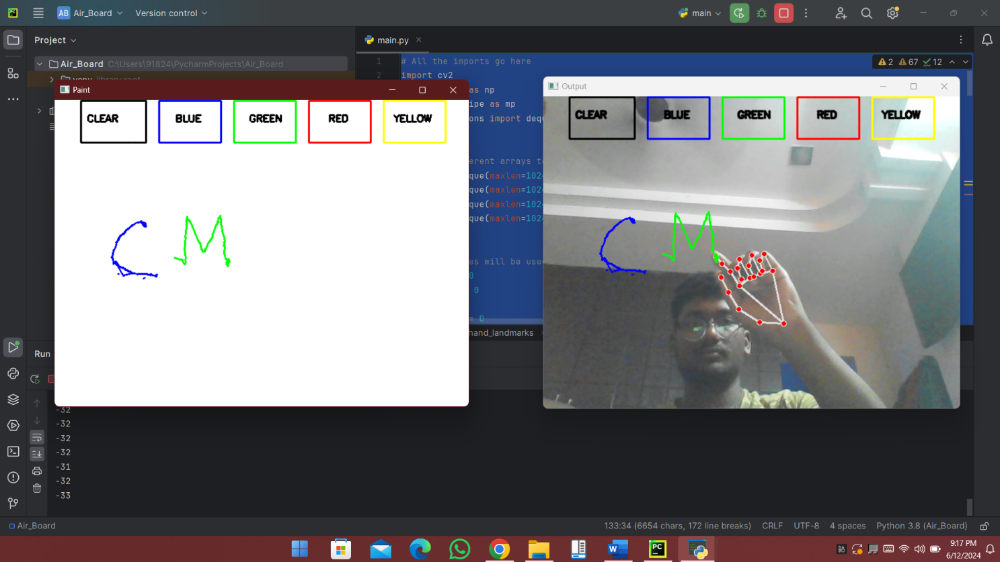 AB Air_Board Version control main
Project
main.py
Air_Board C:\Users\91824\PycharmProjects\Air_Board
1 # All the imports go here
2 67 12
2 import cv2
Paint
Output
as np
ipe as mp
ons import deq
CLEAR BLUE GREEN RED YELLOW
CLEAR BLUE GREEN RED YELLOW
erent arrays t
que(maxlen=102
que(maxlen=102
que(maxlen=102
que(maxlen=102
C M
C M
es will be use
0
0
= 0
hand_landmarks
Run
-32
-32
-32
-32
-31
-32
-33
Air_Board
133:34 (6654 chars, 172 line breaks) CRLF UTF-8 4 spaces Python 3.8 (Air_Board)
W PC
9:17 PM
6/12/2024